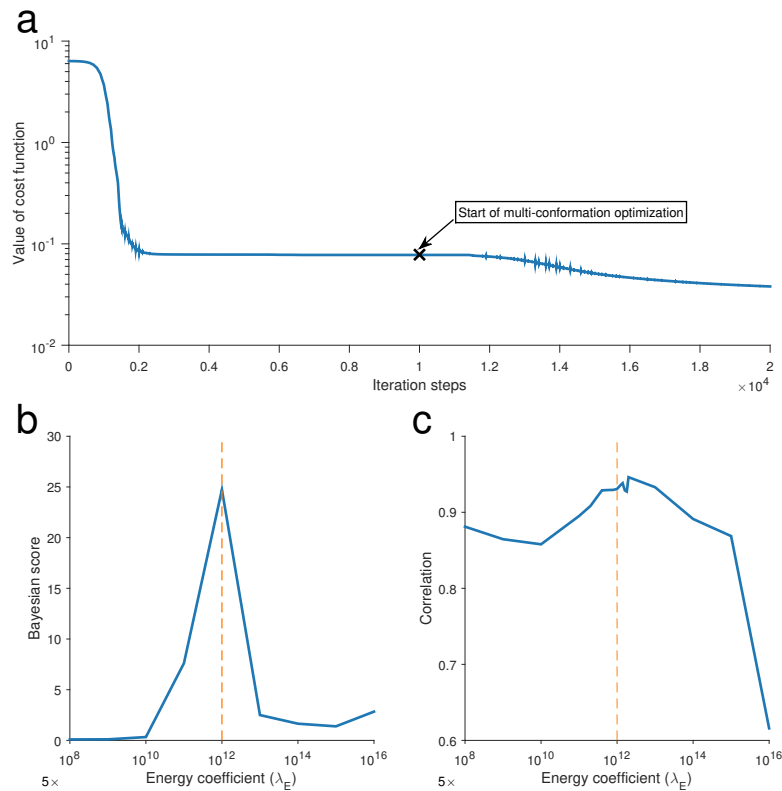 a
Value of cost function
10^1
10^0
10^-1
10^-2
Start of multi-conformation optimization
0 0.2 0.4 0.6 0.8 1 1.2 1.4 1.6 1.8 2
Iteration steps
×10^4
b
Bayesian score
30
25
20
15
10
5
0
10^8 10^10 10^12 10^14 10^16
5× Energy coefficient (λ_E)
c
Correlation
1
0.9
0.8
0.7
0.6
10^8 10^10 10^12 10^14 10^16
5× Energy coefficient (λ_E)